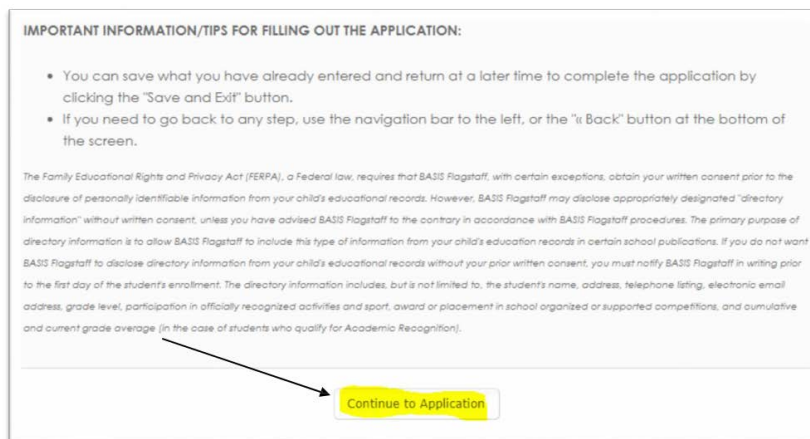 IMPORTANT INFORMATION/TIPS FOR FILLING OUT THE APPLICATION:
• You can save what you have already entered and return at a later time to complete the application by
clicking the "Save and Exit" button.
• If you need to go back to any step, use the navigation bar to the left, or the "« Back" button at the bottom of
the screen.
The Family Educational Rights and Privacy Act (FERPA), a Federal law, requires that BASIS Flagstaff, with certain exceptions, obtain your written consent prior to the
disclosure of personally identifiable information from your child's educational records. However, BASIS Flagstaff may disclose appropriately designated "directory
information" without written consent, unless you have advised BASIS Flagstaff to the contrary in accordance with BASIS Flagstaff procedures. The primary purpose of
directory information is to allow BASIS Flagstaff to include this type of information from your child's education records in certain school publications. If you do not want
BASIS Flagstaff to disclose directory information from your child's educational records without your prior written consent, you must notify BASIS Flagstaff in writing prior
to the first day of the student's enrollment. The directory information includes, but is not limited to, the student's name, address, telephone listing, electronic email
address, grade level, participation in officially recognized activities and sport, award or placement in school organized or supported competitions, and cumulative
and current grade average (in the case of students who qualify for Academic Recognition).
Continue to Application